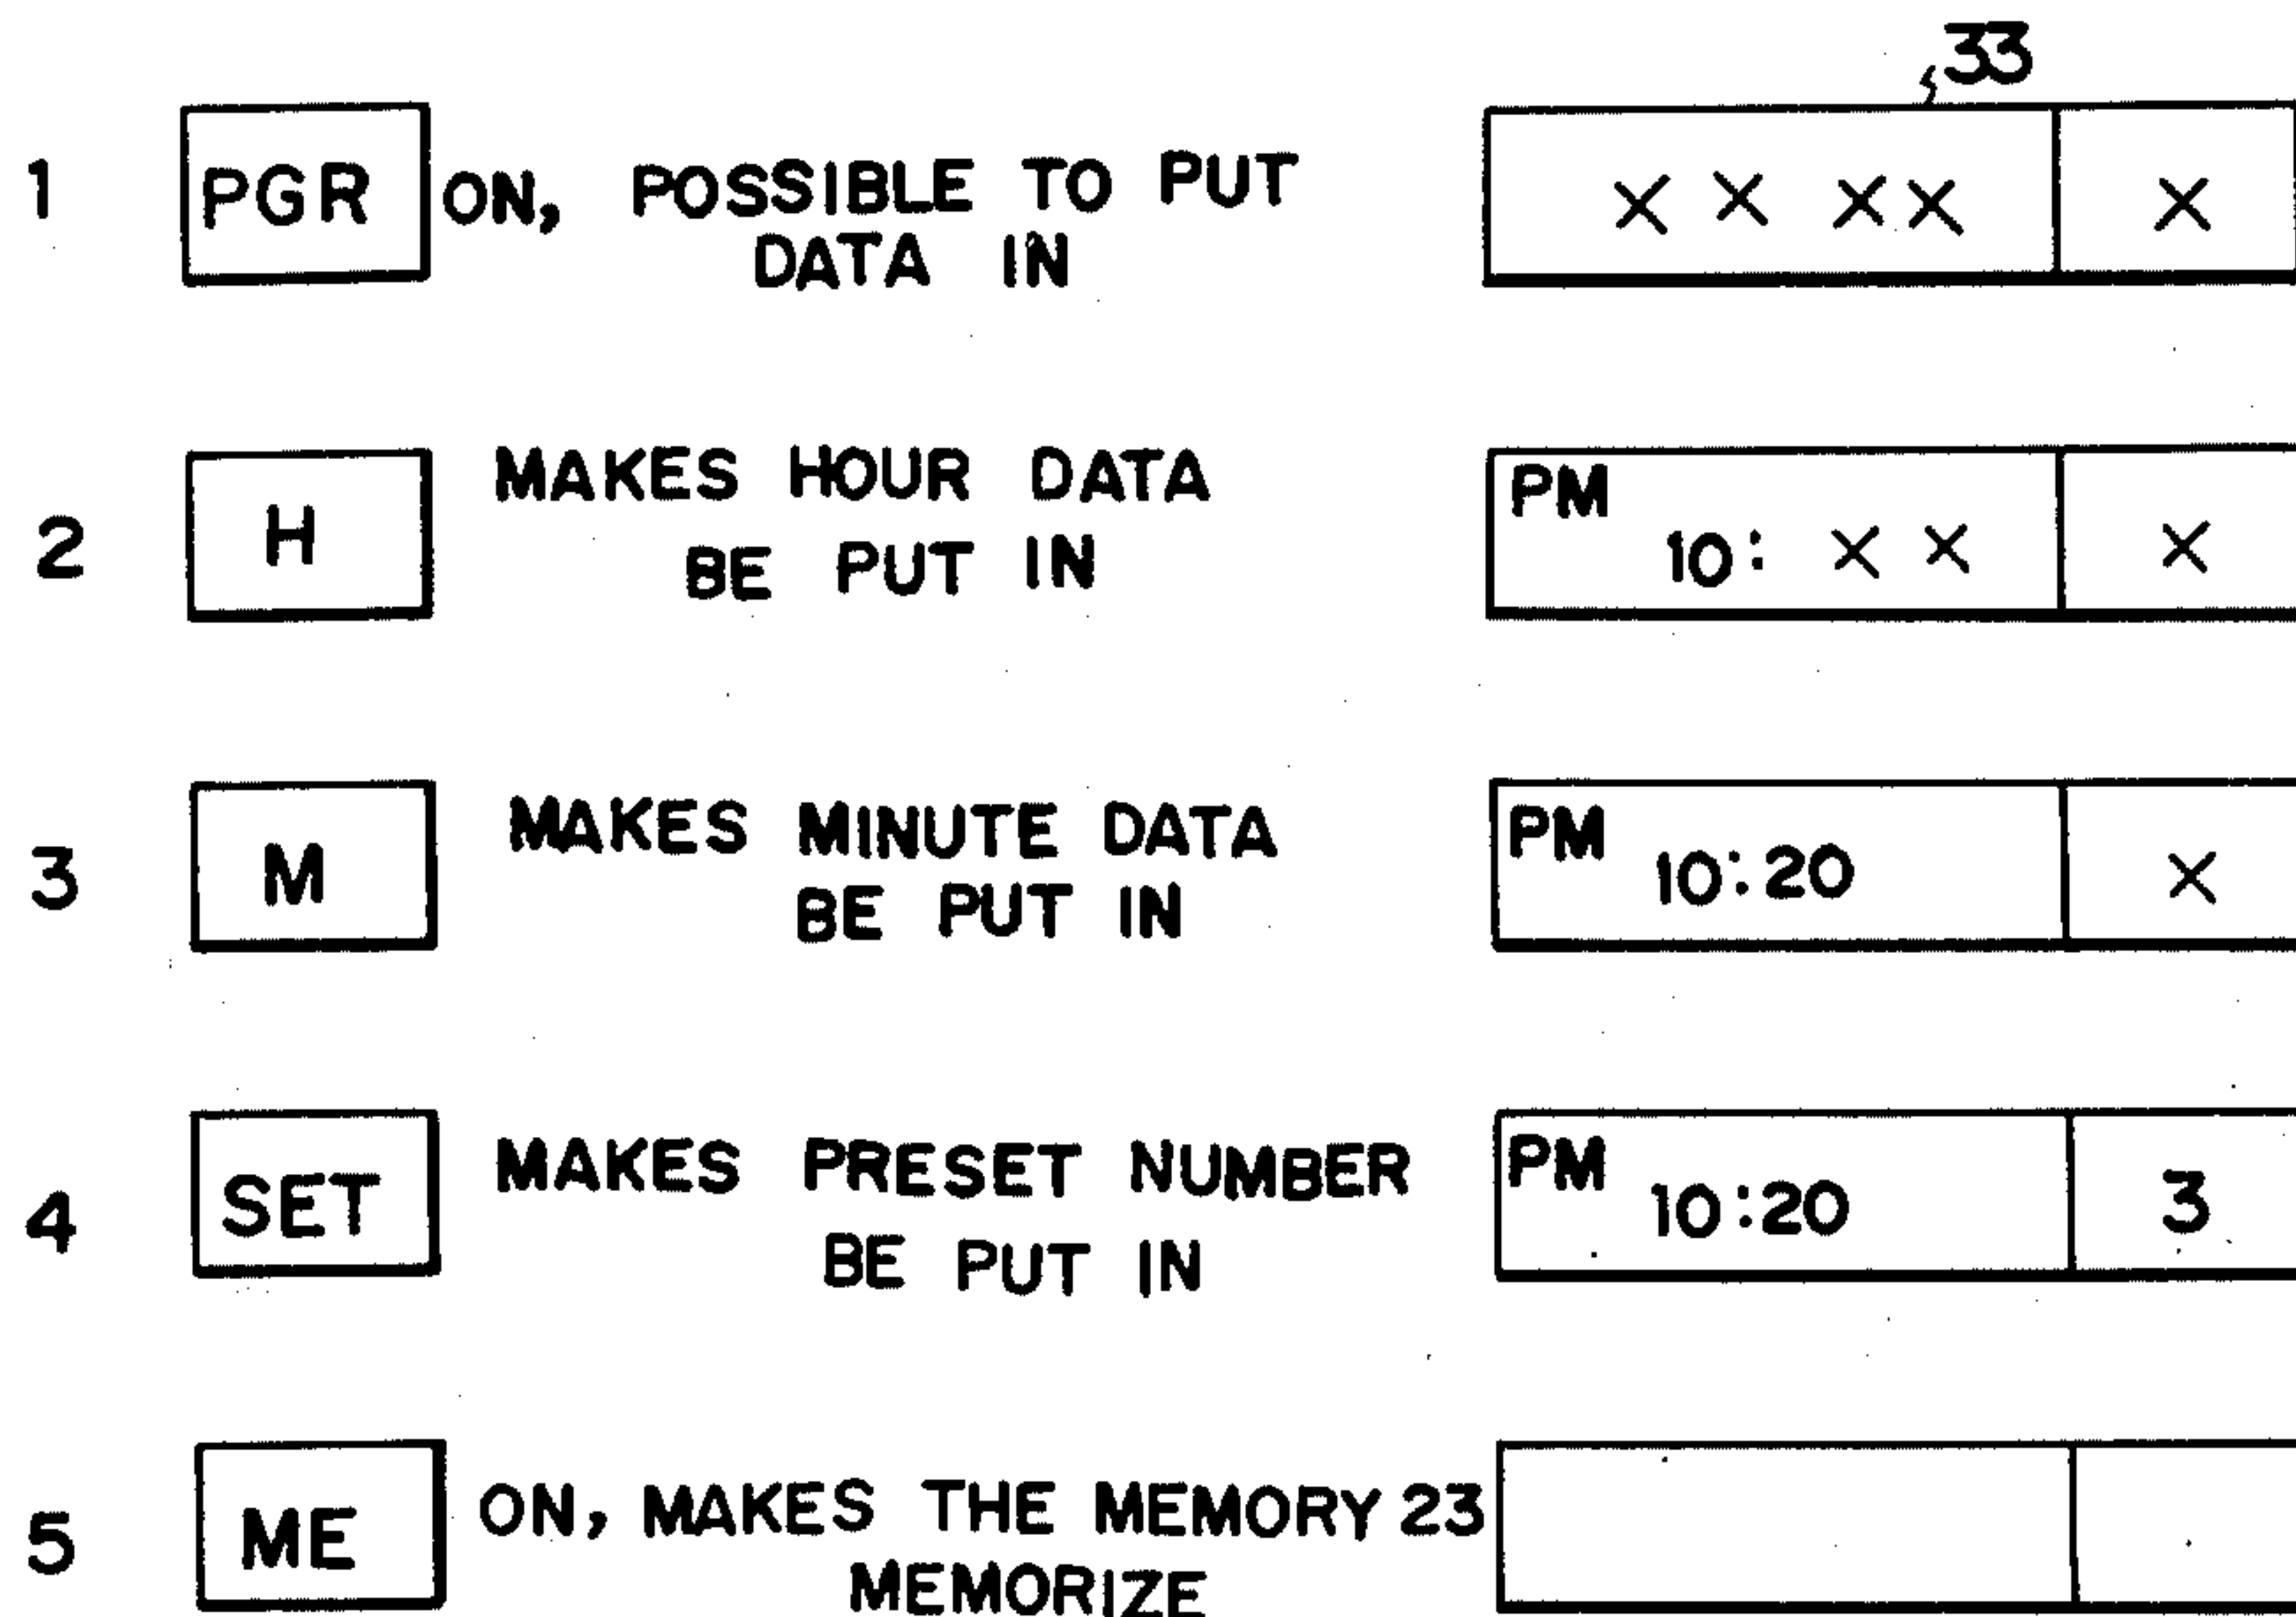 33
1 PGR ON, POSSIBLE TO PUT × × ×× ×
DATA IN
MAKES HOUR DATA PM
2 H BE PUT IN 10: × × ×
MAKES MINUTE DATA PM
3 M 10:20 ×
BE PUT IN
MAKES PRESET NUMBER PM
4 SET 10:20 3
BE PUT IN
5 ME ON, MAKES THE MEMORY 23
MEMORIZE